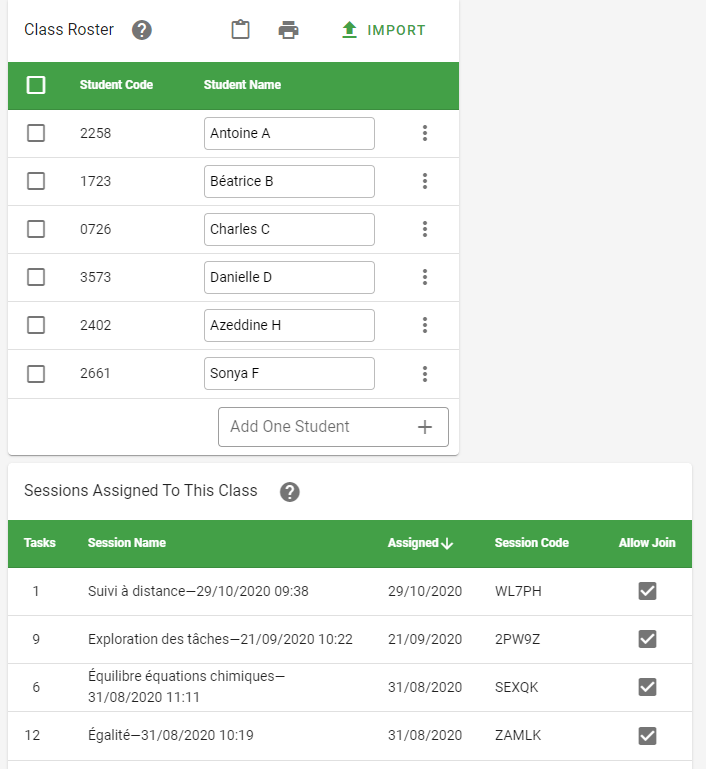 Class Roster
IMPORT
Student Code Student Name
2258 Antoine A
1723 Béatrice B
0726 Charles C
3573 Danielle D
2402 Azeddine H
2661 Sonya F
Add One Student
Sessions Assigned To This Class
Tasks Session Name Assigned Session Code Allow Join
1 Suivi à distance—29/10/2020 09:38 29/10/2020 WL7PH
9 Exploration des tâches—21/09/2020 10:22 21/09/2020 2PW9Z
6 Équilibre équations chimiques— 31/08/2020 SEXQK
31/08/2020 11:11
12 Égalité—31/08/2020 10:19 31/08/2020 ZAMLK